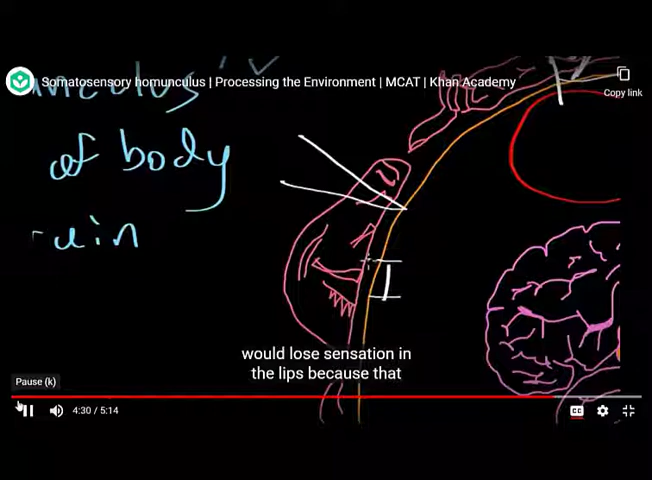 Somatosensory homunculus | Processing the Environment | MCAT | Khan Academy
Copy link
of body
would lose sensation in
the lips because that
Pause (k)
4:30 / 5:14
CC